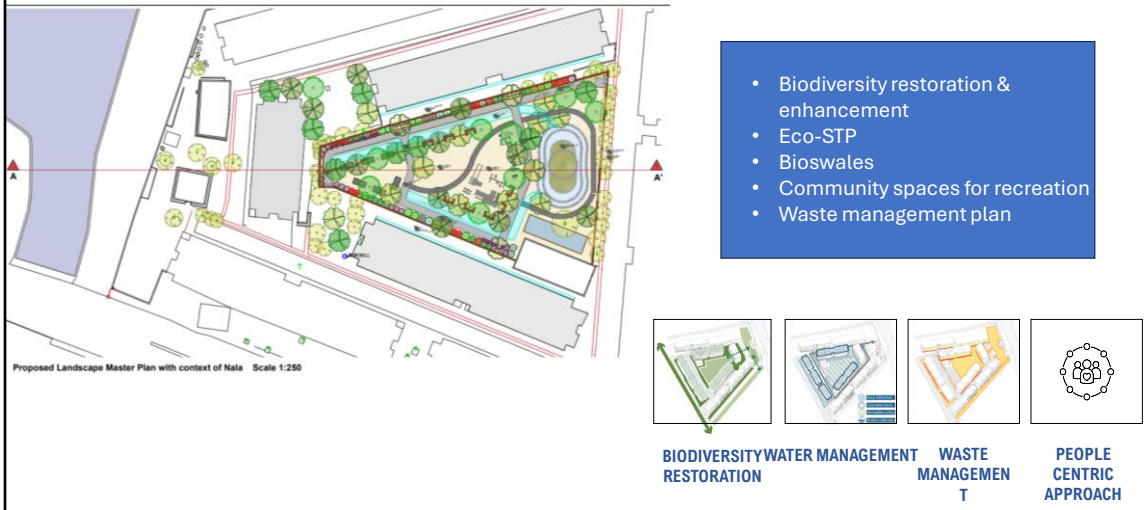 A
A'
BOREWELL
Proposed Landscape Master Plan with context of Nala Scale 1:250
• Biodiversity restoration &
enhancement
• Eco-STP
• Bioswales
• Community spaces for recreation
• Waste management plan
BIODIVERSITY
RESTORATION
WATER MANAGEMENT
WASTE
MANAGEMEN
T
PEOPLE
CENTRIC
APPROACH